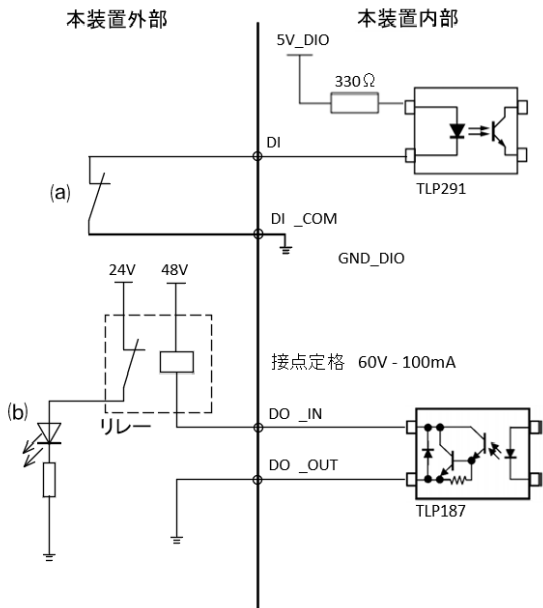 本装置外部
本装置内部
5V_DIO
330Ω
DI
TLP291
(a)
DI _COM
GND_DIO
24V 48V
接点定格 60V - 100mA
(b)
リレー
DO _IN
DO _OUT
TLP187